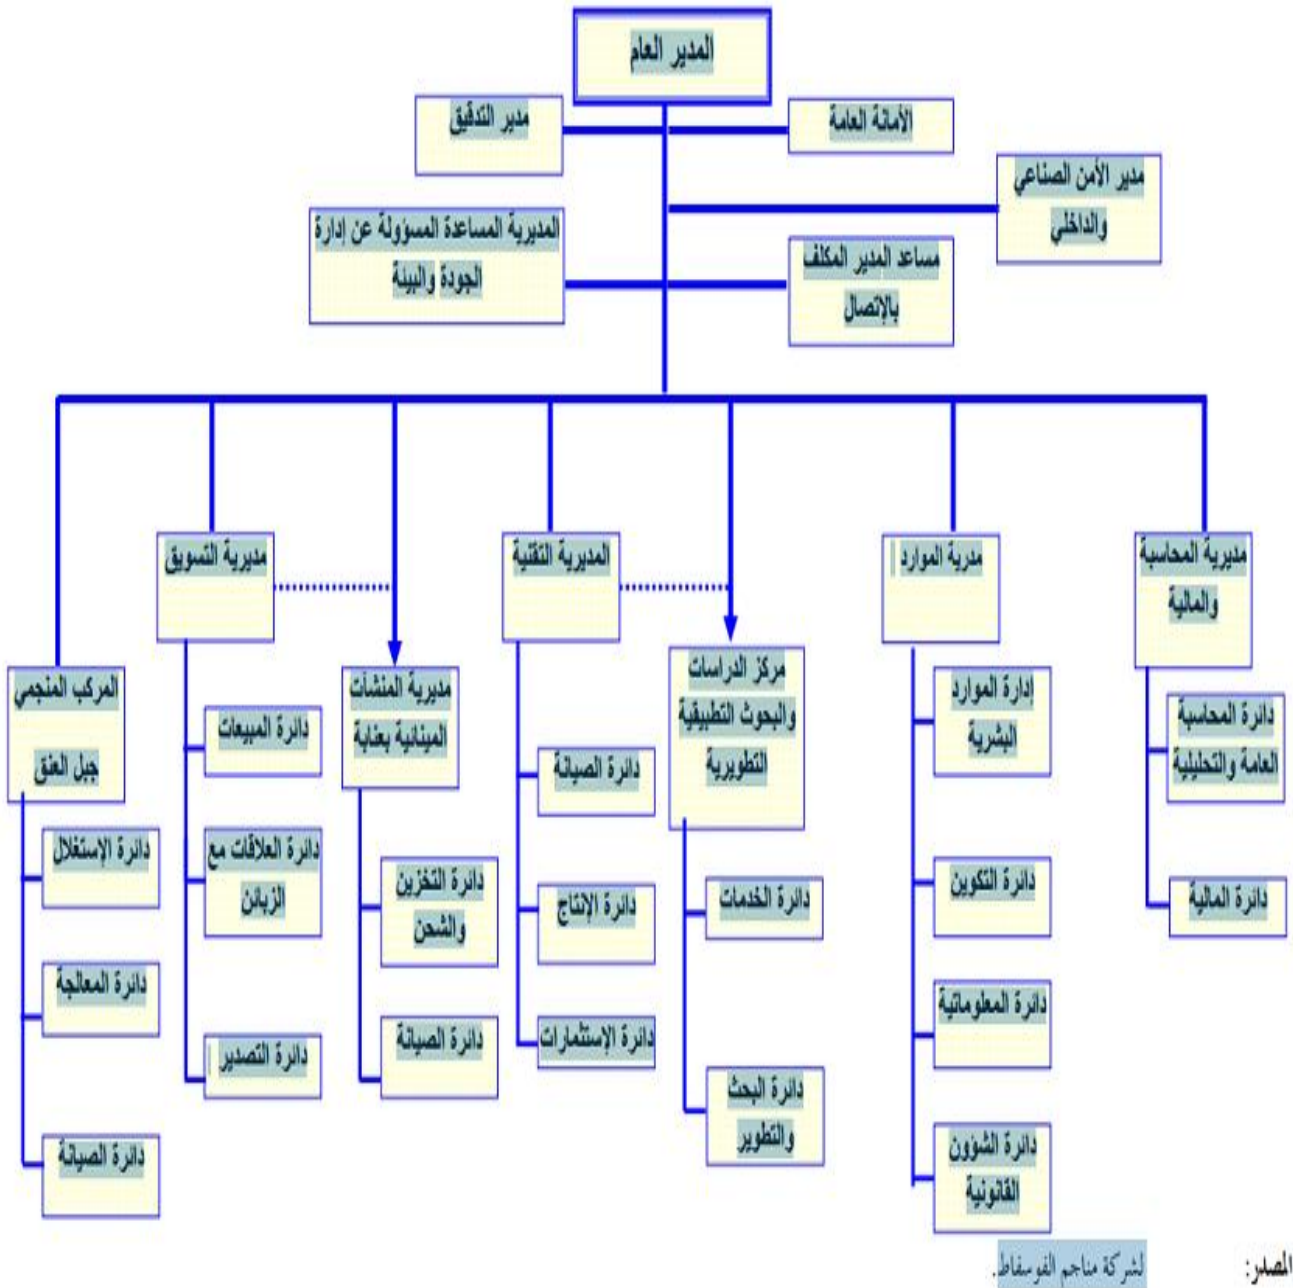 المدير العام
الأمانة العامة
مدير التدقيق
مدير الأمن الصناعي
والداخلي
المديرية المساعدة المسؤولة عن إدارة
الجودة والبيئة
مساعد المدير المكلف
بالإتصال
مديرية المحاسبة
والمالية
دائرة المحاسبة
العامة والتحليلية
دائرة المالية
مدرية الموارد
إدارة الموارد
البشرية
دائرة التكوين
دائرة المعلوماتية
دائرة الشؤون
القانونية
مركز الدراسات
والبحوث التطبيقية
التطويرية
دائرة الخدمات
دائرة البحث
والتطوير
المديرية التقنية
دائرة الصيانة
دائرة الإنتاج
دائرة الإستثمارات
مديرية المنشآت
المينائية بعنابة
دائرة التخزين
والشحن
دائرة الصيانة
مديرية التسويق
دائرة المبيعات
دائرة العلاقات مع
الزبائن
دائرة التصدير
المركب المنجمي
جبل العنق
دائرة الإستغلال
دائرة المعالجة
دائرة الصيانة
المصدر: لشركة مناجم الفوسفاط.